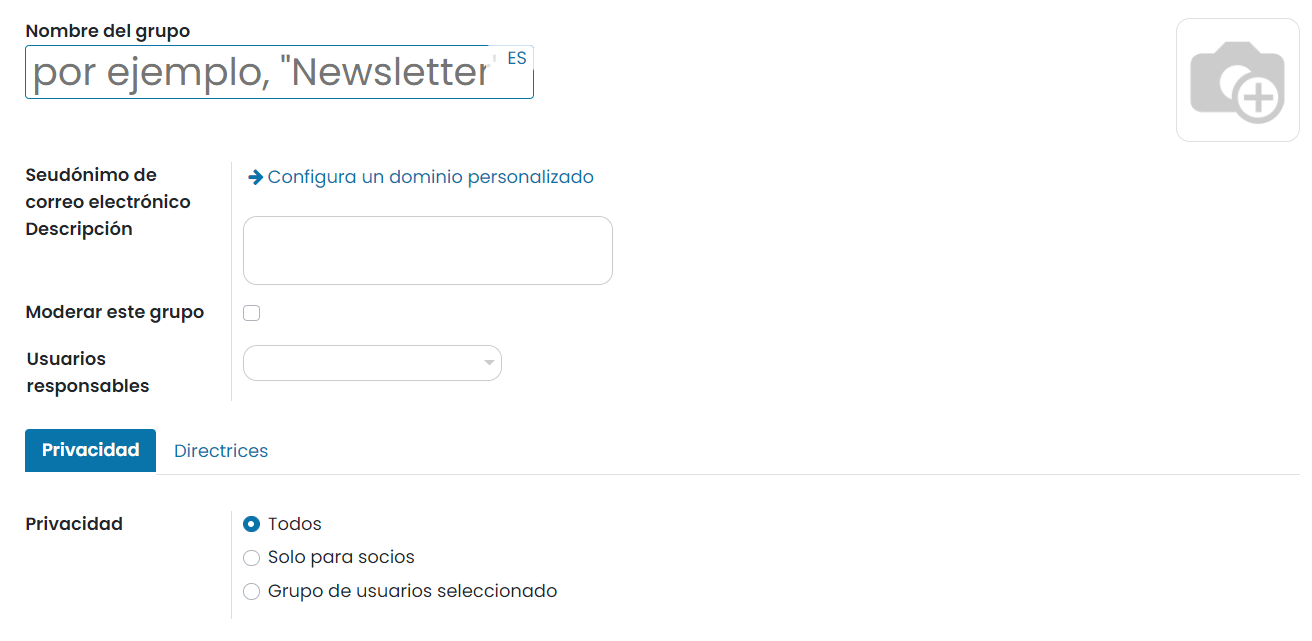 Nombre del grupo
por ejemplo, "Newsletter"
ES
Seudónimo de
correo electrónico
Configura un dominio personalizado
Descripción
Moderar este grupo
Usuarios
responsables
Privacidad
Directrices
Privacidad
Todos
Solo para socios
Grupo de usuarios seleccionado